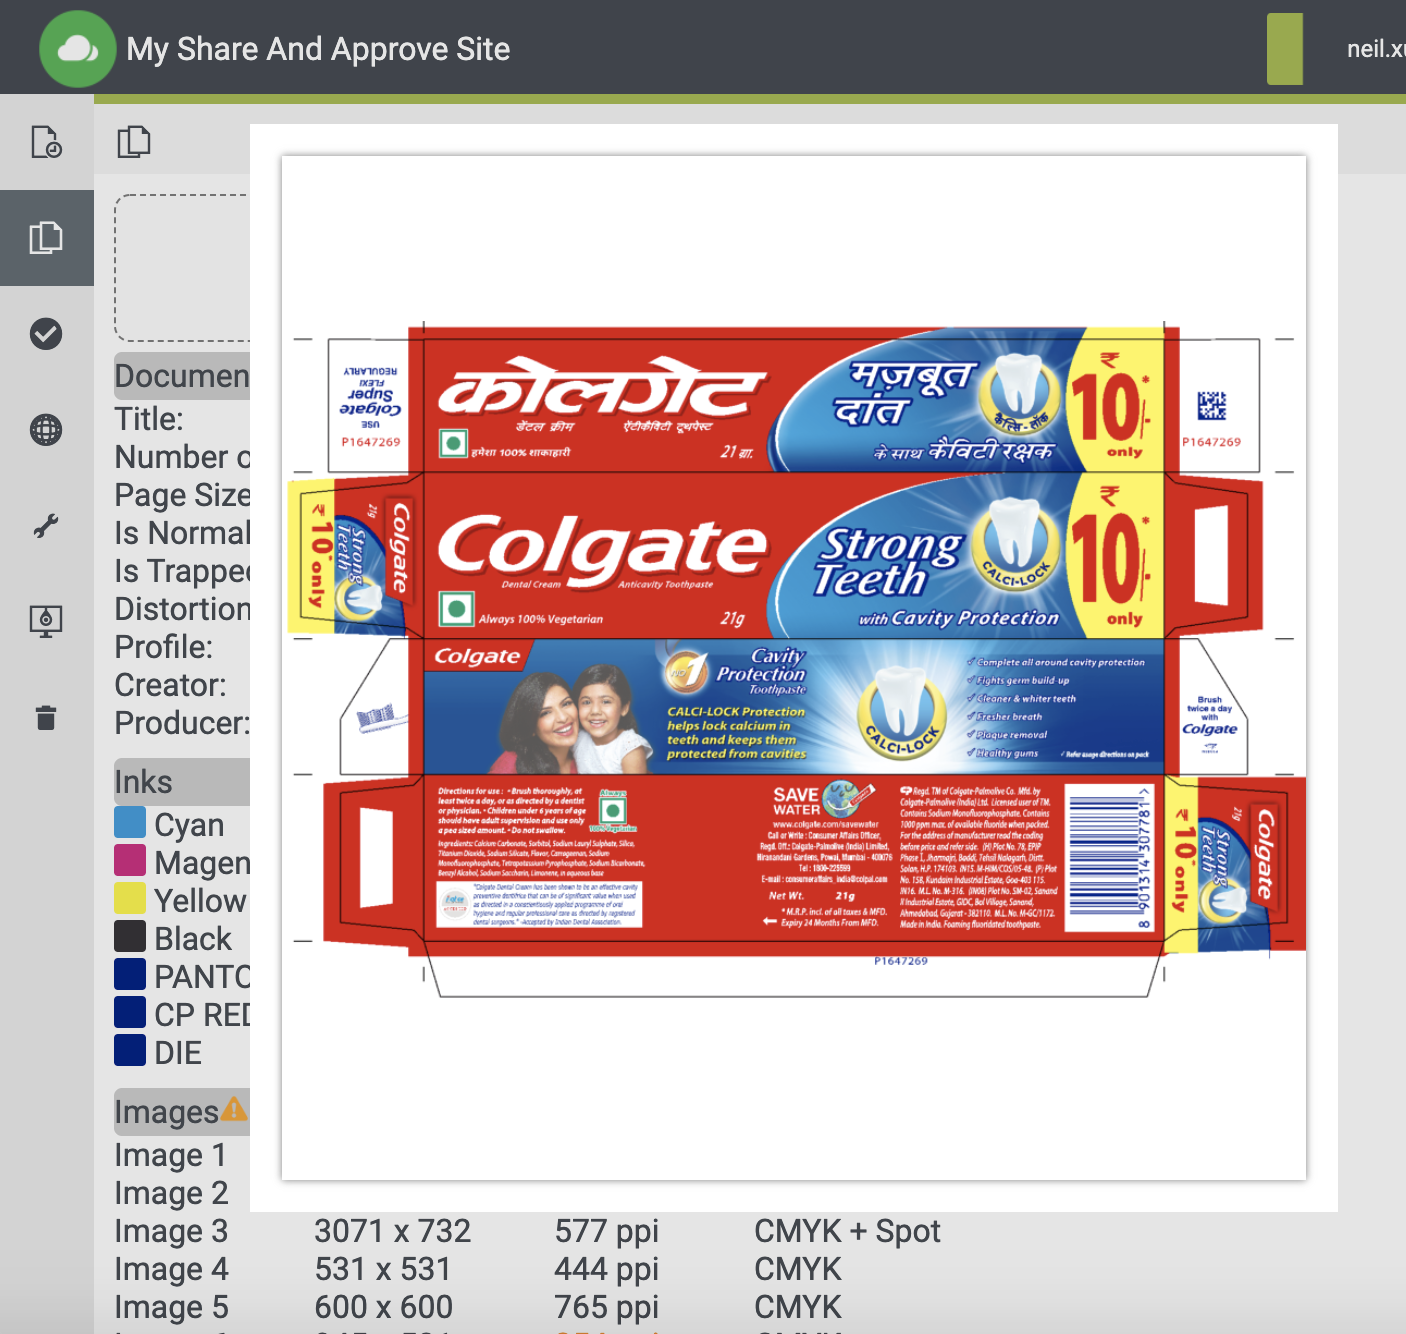 My Share And Approve Site
neil.xu
Documen
Title:
Number o
Page Size
Is Normal
Is Trapped
Distortion
Profile:
Creator:
Producer:
Inks
Cyan
Magen
Yellow
Black
PANTO
CP RED
DIE
Images
Image 1
Image 2
Image 3 3071 x 732 577 ppi CMYK + Spot
Image 4 531 x 531 444 ppi CMYK
Image 5 600 x 600 765 ppi CMYK
USE
Colgate
Super
FLEXI
REGULARLY
P1647269
कोलगेट
डेंटल क्रीम ऐंटीकैविटी टूथपेस्ट
हमेशा 100% शाकाहारी
21 ग्रा.
मज़बूत
दांत
कैल्सि - लॉक
के साथ कैविटी रक्षक
₹
10/-*
only
P1647269
Colgate
21g
Strong
Teeth
₹ 10* only
Colgate
Dental Cream Anticavity Toothpaste
Always 100% Vegetarian
21g
Strong
Teeth
CALCI-LOCK
with Cavity Protection
₹
10/-*
only
Colgate
NO 1
Cavity
Protection
Toothpaste
CALCI-LOCK Protection
helps lock calcium in
teeth and keeps them
protected from cavities
CALCI-LOCK
✓ Complete all around cavity protection
✓ Fights germ build-up
✓ Cleaner & whiter teeth
✓ Fresher breath
✓ Plaque removal
✓ Healthy gums
✓ Refer usage directions on pack
Brush
twice a day
with
Colgate
Directions for use : • Brush thoroughly, at
least twice a day, or as directed by a dentist
or physician. • Children under 6 years of age
should have adult supervision and use only
a pea sized amount. • Do not swallow.
Ingredients: Calcium Carbonate, Sorbitol, Sodium Lauryl Sulphate, Silica,
Titanium Dioxide, Sodium Silicate, Flavor, Carrageenan, Sodium
Monofluorophosphate, Tetrapotassium Pyrophosphate, Sodium Bicarbonate,
Benzyl Alcohol, Sodium Saccharin, Limonene, in aqueous base
"Colgate Dental Cream has been shown to be an effective cavity
preventive dentifrice that can be of significant value when used
as directed in a conscientiously applied programme of oral
hygiene and regular professional care as directed by registered
dental surgeons." -Accepted by Indian Dental Association.
Always
100% Vegetarian
SAVE
WATER
www.colgate.com/savewater
Call or Write : Consumer Affairs Officer,
Regd. Off.: Colgate-Palmolive (India) Limited,
Hiranandani Gardens, Powai, Mumbai - 400076
Tel : 1800-225599
E-mail : consumeraffairs_india@colpal.com
Net Wt. 21g
* M.R.P. incl. of all taxes & MFD.
Expiry 24 Months From MFD.
Regd. TM of Colgate-Palmolive Co. Mfd. by
Colgate-Palmolive (India) Ltd. Licensed user of TM.
Contains Sodium Monofluorophosphate. Contains
1000 ppm max. of available fluoride when packed.
For the address of manufacturer read the coding
before price and refer side. (H) Plot No. 78, EPIP
Phase I, Jharmajri, Baddi, Tehsil Nalagarh, Distt.
Solan, H.P. 174103. IN15. M-HIM/COS/05-48. (P) Plot
No. 158, Kundaim Industrial Estate, Goa-403 115.
IN16. M.L. No. M-316. (IN08) Plot No. SM-02, Sanand
II Industrial Estate, GIDC, Bol Village, Sanand,
Ahmedabad, Gujarat - 382110. M.L. No. M-GC/1172.
Made in India. Foaming fluoridated toothpaste.
8 901314 307781 >
₹ 10* only
Strong
Teeth
21g
Colgate
P1647269